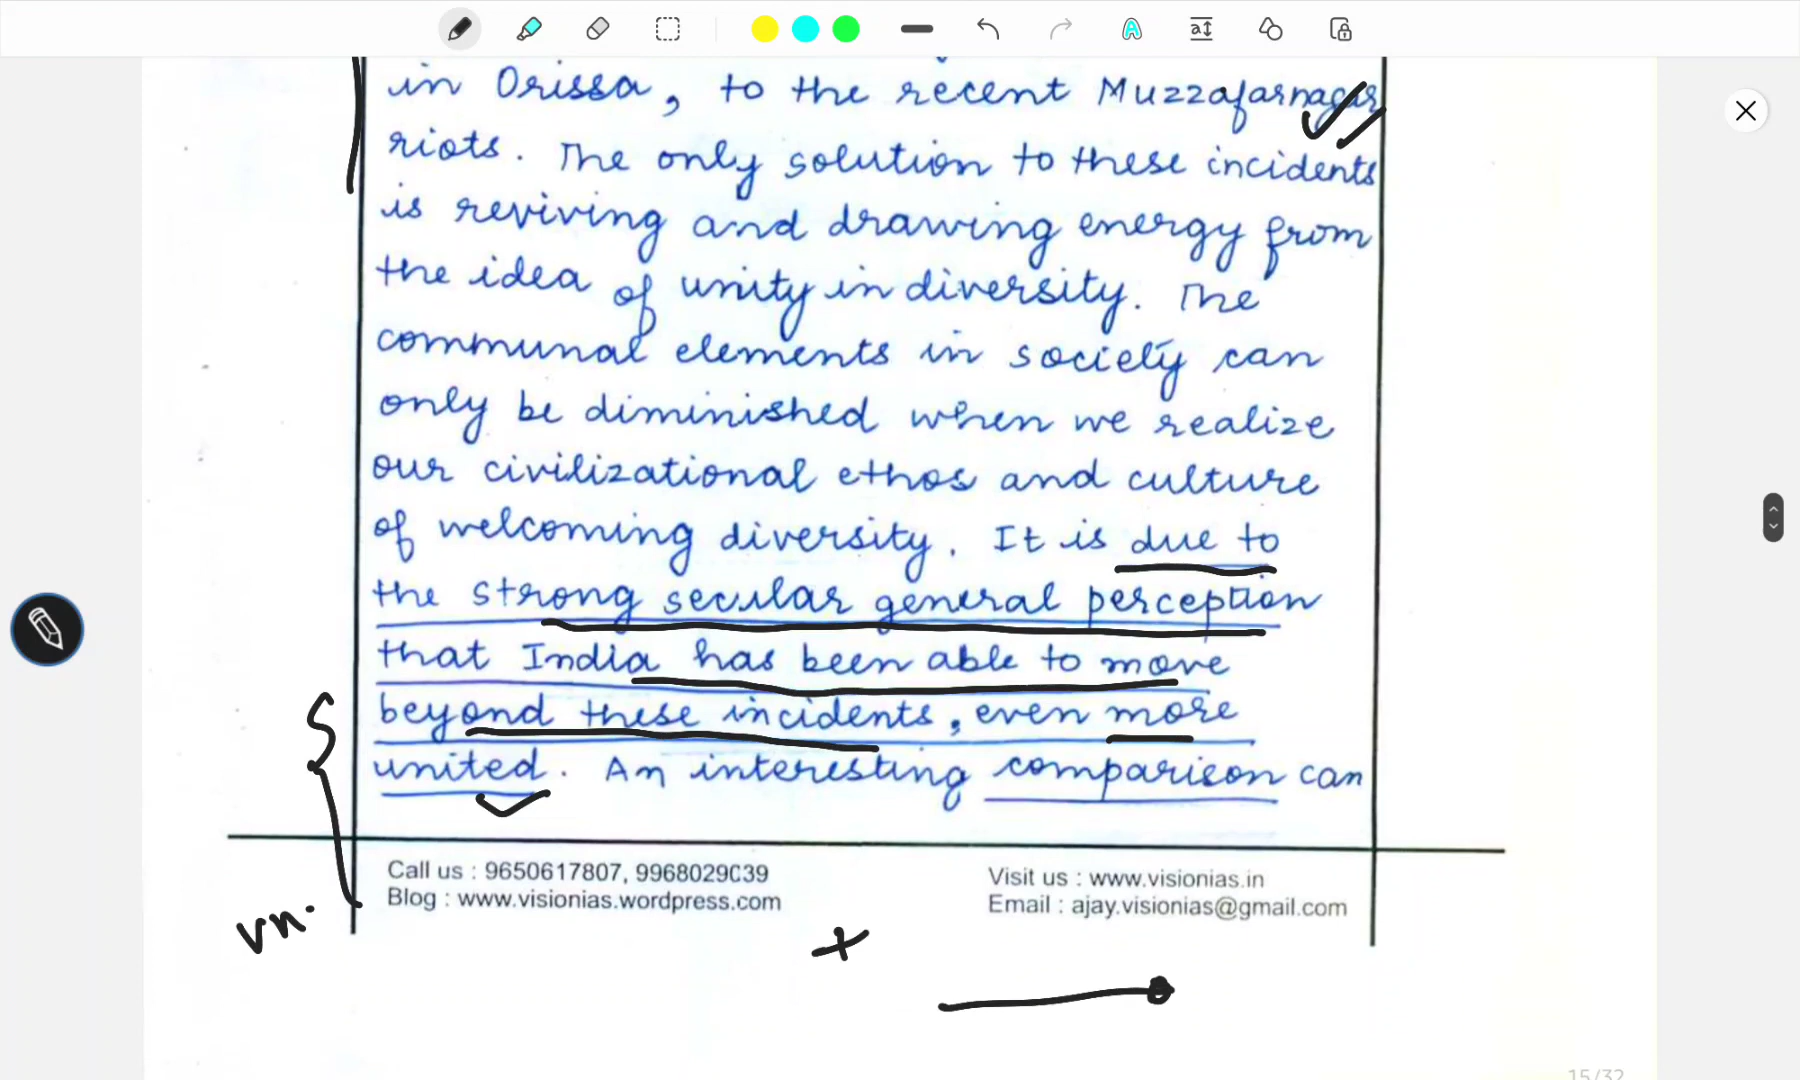 in Orissa, to the recent Muzzafarnagar
riots. The only solution to these incidents
is reviving and drawing energy from
the idea of unity in diversity. The
communal elements in society can
only be diminished when we realize
our civilizational ethos and culture
of welcoming diversity. It is due to
the strong secular general perception
that India has been able to move
beyond these incidents, even more
united. An interesting comparison can
Call us : 9650617807, 9968029039
Blog : www.visionias.wordpress.com
Visit us : www.visionias.in
Email : ajay.visionias@gmail.com
15/32